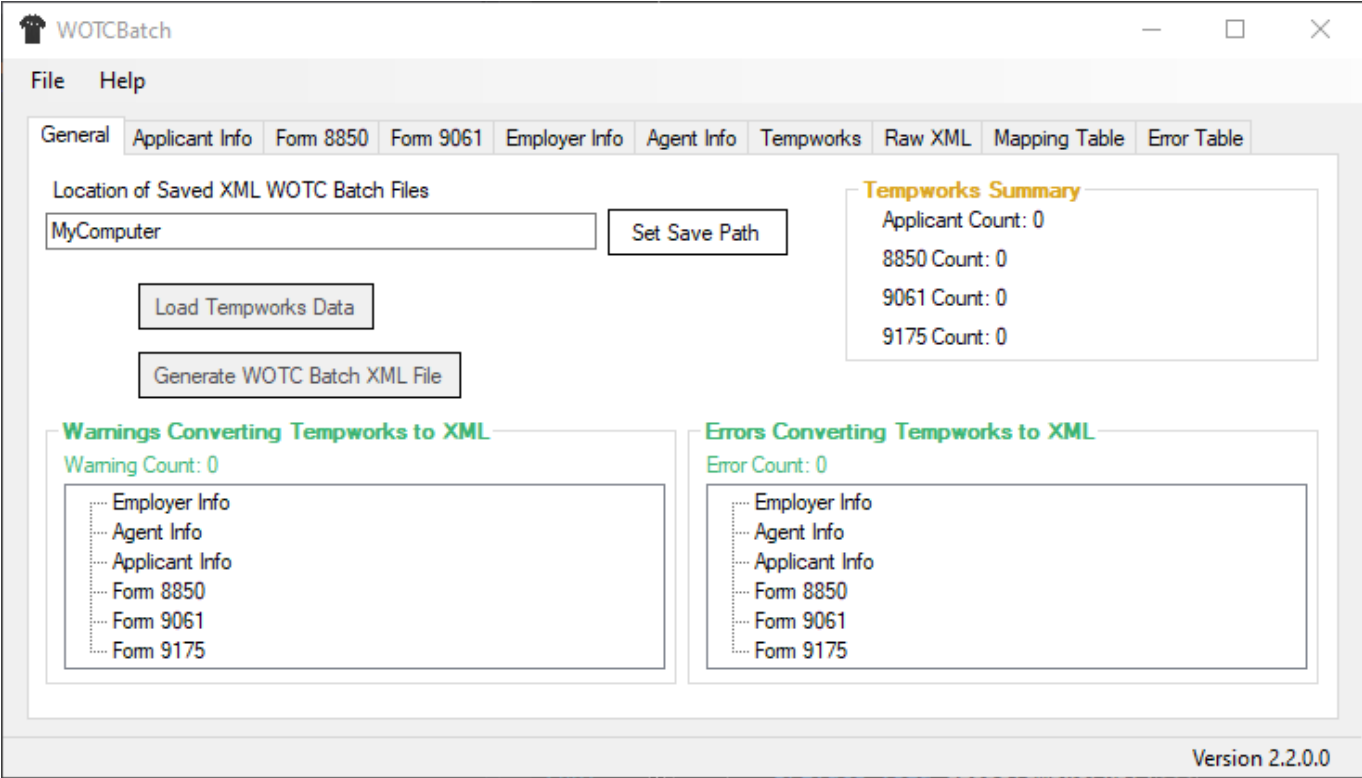 WOTCBatch
File Help
General Applicant Info Form 8850 Form 9061 Employer Info Agent Info Tempworks Raw XML Mapping Table Error Table
Location of Saved XML WOTC Batch Files
MyComputer
Set Save Path
Load Tempworks Data
Generate WOTC Batch XML File
Tempworks Summary
Applicant Count: 0
8850 Count: 0
9061 Count: 0
9175 Count: 0
Warnings Converting Tempworks to XML
Warning Count: 0
Employer Info
Agent Info
Applicant Info
Form 8850
Form 9061
Form 9175
Errors Converting Tempworks to XML
Error Count: 0
Employer Info
Agent Info
Applicant Info
Form 8850
Form 9061
Form 9175
Version 2.2.0.0